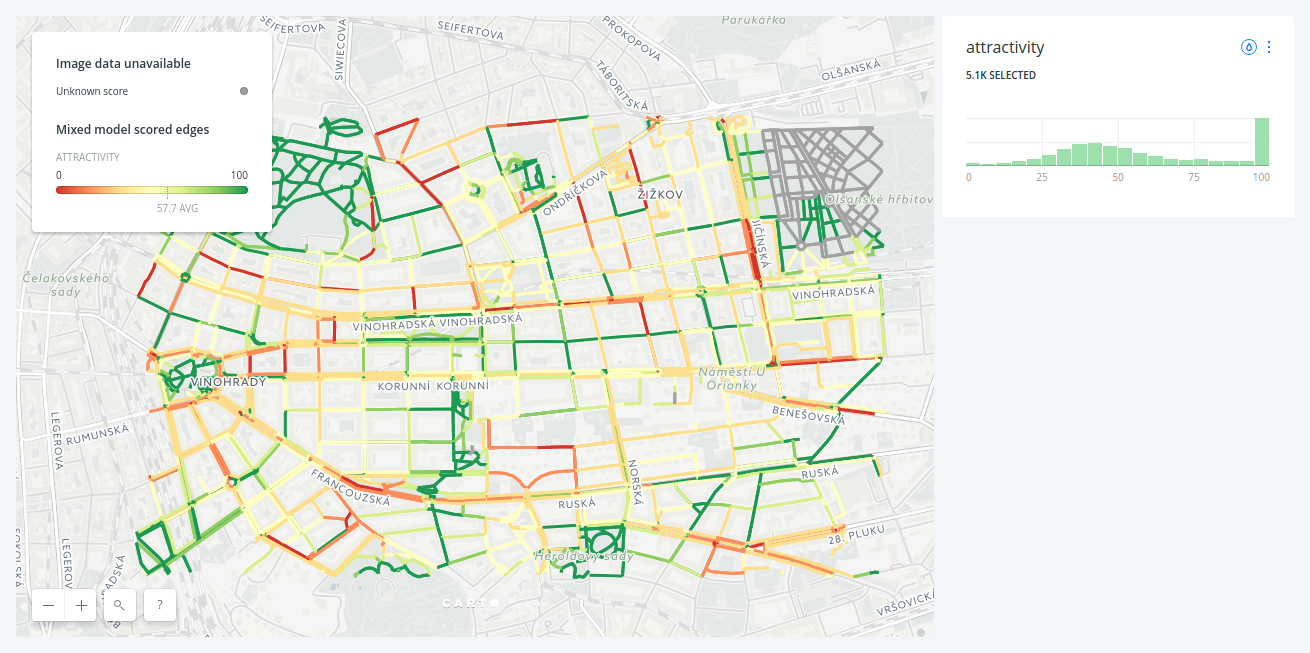 Image data unavailable
Unknown score
Mixed model scored edges
ATTRACTIVITY
0 100
57.7 AVG
attractivity
5.1K SELECTED
0 25 50 75 100
SEIFERTOVA
SEIFERTOVA
PROKOPOVA
Parukářka
SIWIECOVA
TÁBORITSKÁ
OLŠANSKÁ
ONDŘÍČKOVA
ŽIŽKOV
Olšanské hřbitov
JIČÍNSKÁ
Čelakovského
sady
VINOHRADSKÁ
VINOHRADSKÁ VINOHRADSKÁ
VINOHRADY
KORUNNÍ KORUNNÍ
Náměstí U
Orionky
BENEŠOVSKÁ
LEGEROVA
RUMUNSKÁ
FRANCOUZSKÁ
NORSKÁ
RUSKÁ
RUSKÁ
28. PLUKU
Heroldovy sady
SOKOLSKÁ
LEGEROV
VRŠOVICKÁ
CARTO
?